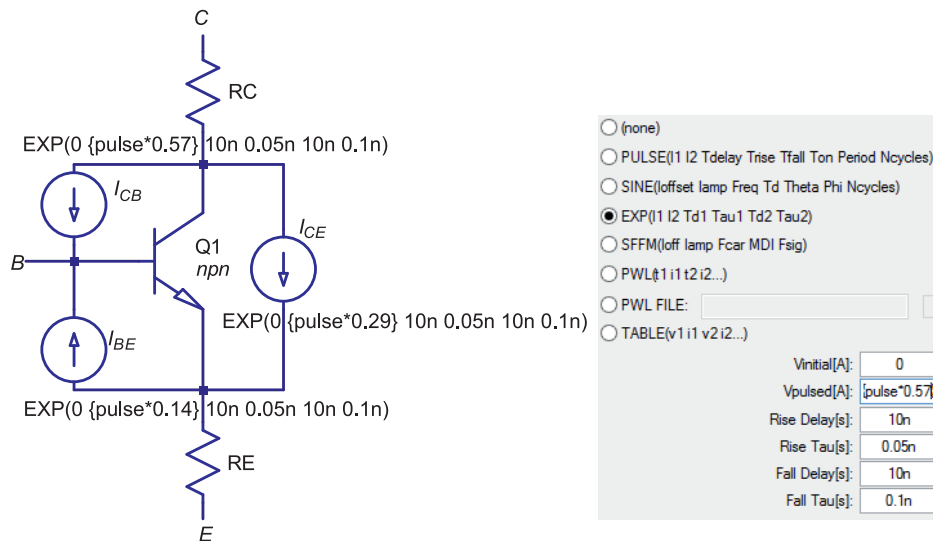 C
RC
EXP(0 {pulse*0.57} 10n 0.05n 10n 0.1n)
I_CB
B
Q1
npn
I_CE
EXP(0 {pulse*0.29} 10n 0.05n 10n 0.1n)
I_BE
EXP(0 {pulse*0.14} 10n 0.05n 10n 0.1n)
RE
E
(none)
PULSE(I1 I2 Tdelay Trise Tfall Ton Period Ncycles)
SINE(Ioffset Iamp Freq Td Theta Phi Ncycles)
EXP(I1 I2 Td1 Tau1 Td2 Tau2)
SFFM(Ioff Iamp Fcar MDI Fsig)
PWL(t1 i1 t2 i2...)
PWL FILE:
TABLE(v1 i1 v2 i2...)
Vinitial[A]: 0
Vpulsed[A]: {pulse*0.57
Rise Delay[s]: 10n
Rise Tau[s]: 0.05n
Fall Delay[s]: 10n
Fall Tau[s]: 0.1n